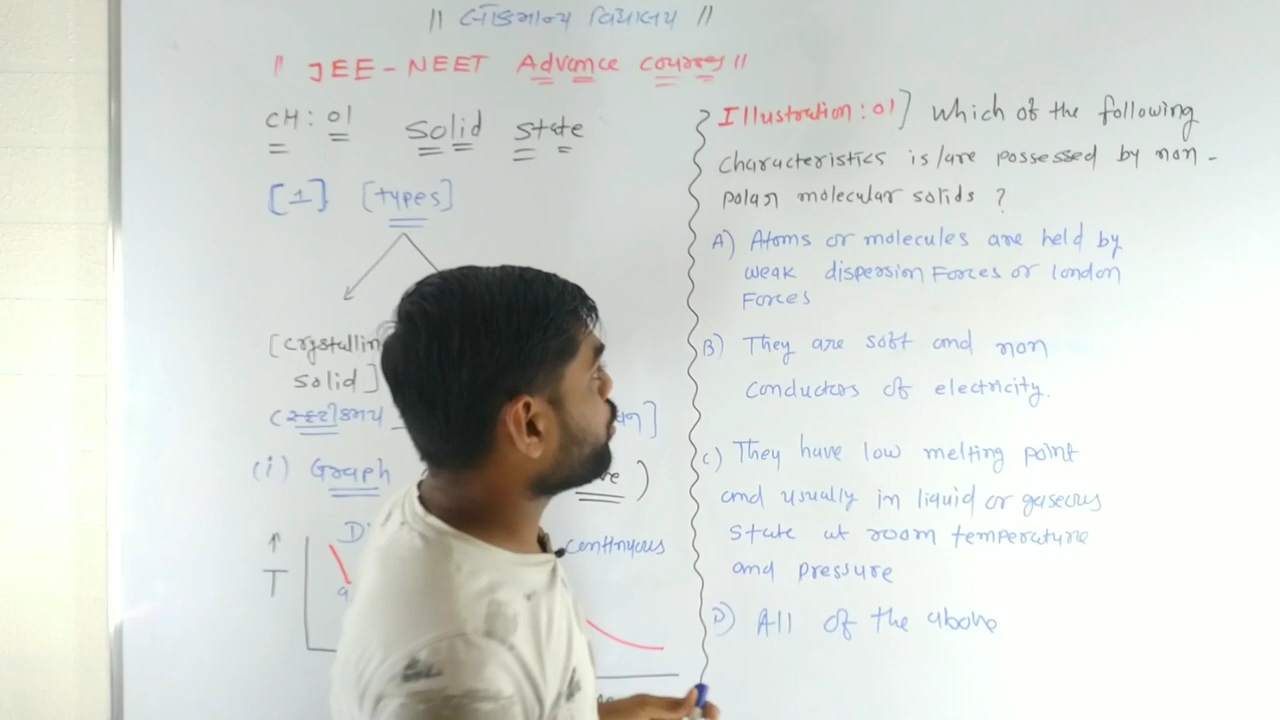 || લોકમાન્ય વિદ્યાલય ||
|| JEE-NEET Advance courses ||
CH: 01 Solid state
[1] [types]
[crystallin
solid]
(સ્ફટીકમય
(i) Graph
)
↑
T
continuous
Illustration: 01] Which of the following
characteristics is/are possessed by non-
polar molecular solids ?
A) Atoms or molecules are held by
weak dispersion Forces or london
Forces
B) They are soft and non
conductors of electricity.
C) They have low melting point
and usually in liquid or gaseous
state at room temperature
and pressure
D) All of the above